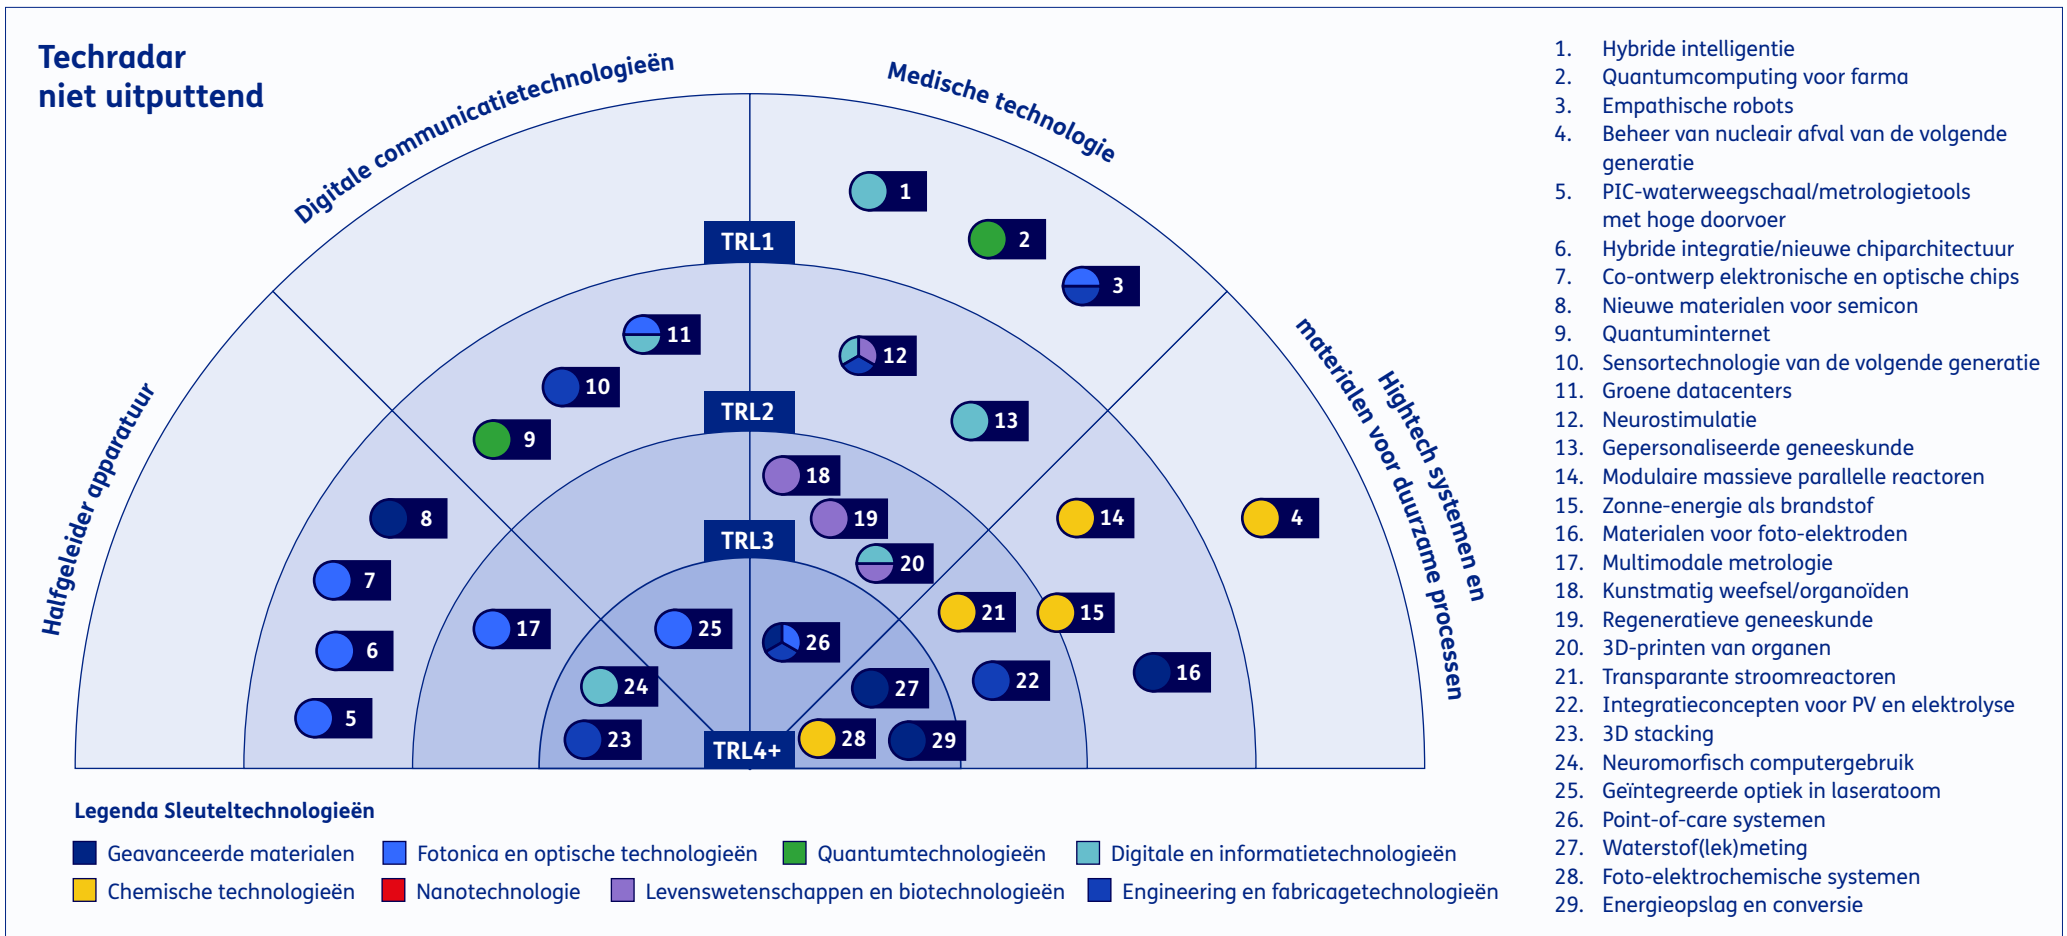 Techradar
niet uitputtend
Digitale communicatietechnologieën
Medische technologie
Halfgeleider apparatuur
Hightech systemen en
materialen voor duurzame processen
1
2
TRL1
3
11
12
10
TRL2
13
9
18
8
19
14
4
TRL3
20
7
21
15
17
25
26
6
16
24
27
22
5
23
TRL4+
28
29
Legenda Sleuteltechnologieën
Geavanceerde materialen
Fotonica en optische technologieën
Quantumtechnologieën
Digitale en informatietechnologieën
Chemische technologieën
Nanotechnologie
Levenswetenschappen en biotechnologieën
Engineering en fabricagetechnologieën
1. Hybride intelligentie
2. Quantumcomputing voor farma
3. Empathische robots
4. Beheer van nucleair afval van de volgende
generatie
5. PIC-waterweegschaal/metrologietools
met hoge doorvoer
6. Hybride integratie/nieuwe chiparchitectuur
7. Co-ontwerp elektronische en optische chips
8. Nieuwe materialen voor semicon
9. Quantuminternet
10. Sensortechnologie van de volgende generatie
11. Groene datacenters
12. Neurostimulatie
13. Gepersonaliseerde geneeskunde
14. Modulaire massieve parallelle reactoren
15. Zonne-energie als brandstof
16. Materialen voor foto-elektroden
17. Multimodale metrologie
18. Kunstmatig weefsel/organoïden
19. Regeneratieve geneeskunde
20. 3D-printen van organen
21. Transparante stroomreactoren
22. Integratieconcepten voor PV en elektrolyse
23. 3D stacking
24. Neuromorfisch computergebruik
25. Geïntegreerde optiek in laseratoom
26. Point-of-care systemen
27. Waterstof(lek)meting
28. Foto-elektrochemische systemen
29. Energieopslag en conversie